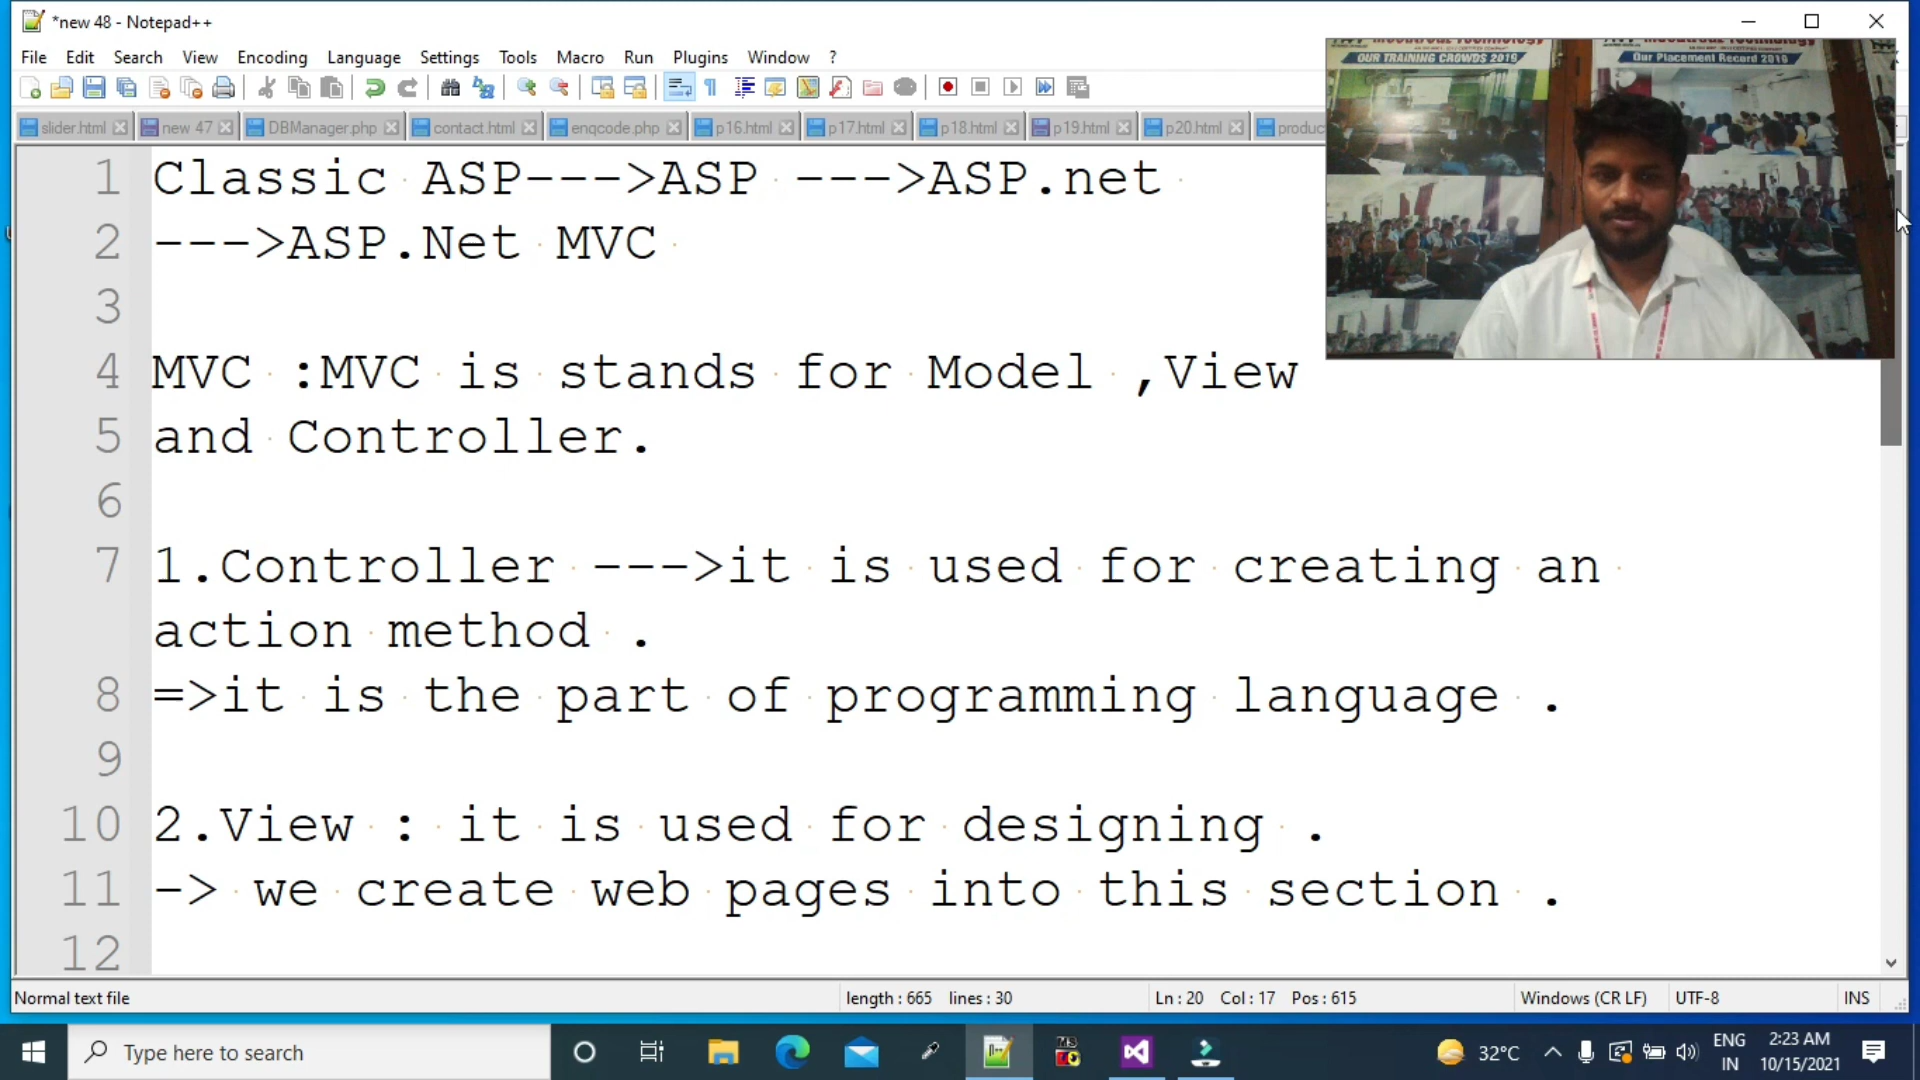 *new 48 - Notepad++
File Edit Search View Encoding Language Settings Tools Macro Run Plugins Window ?
slider.html new 47 DBManager.php contact.html enqcode.php p16.html p17.html p18.html p19.html p20.html produc
OUR TRAINING CROWDS 2019
Our Placement Record 2016
1 Classic ASP--->ASP --->ASP.net
2 --->ASP.Net MVC
3
4 MVC :MVC is stands for Model ,View
5 and Controller.
6
7 1.Controller --->it is used for creating an
action method .
8 =>it is the part of programming language .
9
10 2.View : it is used for designing .
11 -> we create web pages into this section .
12
Normal text file length : 665 lines : 30 Ln : 20 Col : 17 Pos : 615 Windows (CR LF) UTF-8 INS
Type here to search
32°C
ENG
IN
2:23 AM
10/15/2021